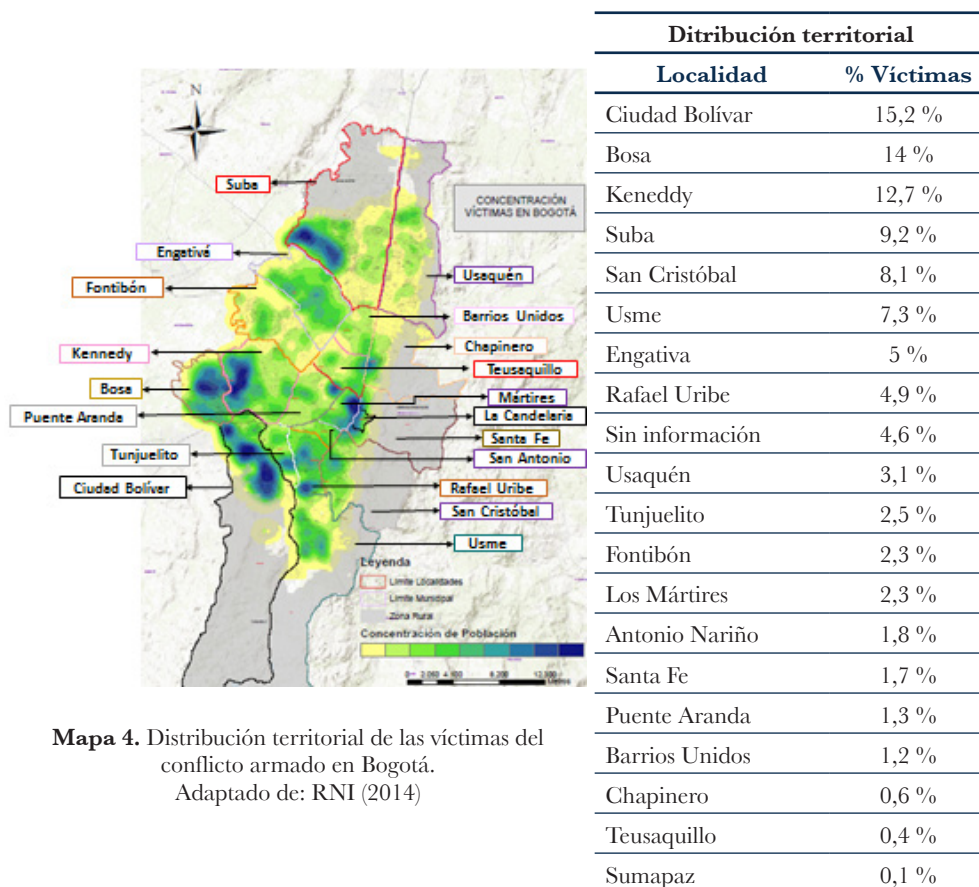 N
CONCENTRACIÓN
VÍCTIMAS EN BOGOTÁ
Suba
Engativá
Usaquén
Fontibón
Barrios Unidos
Chapinero
Kennedy
Teusaquillo
Bosa
Mártires
Puente Aranda
La Candelaria
Santa Fe
Tunjuelito
San Antonio
Ciudad Bolívar
Rafael Uribe
San Cristóbal
Usme
Leyenda
Límite Localidades
Límite Municipal
Zona Rural
Concentración de Población
Mapa 4. Distribución territorial de las víctimas del
conflicto armado en Bogotá.
Adaptado de: RNI (2014)
Ditribución territorial
Localidad % Víctimas
Ciudad Bolívar 15,2 %
Bosa 14 %
Keneddy 12,7 %
Suba 9,2 %
San Cristóbal 8,1 %
Usme 7,3 %
Engativa 5 %
Rafael Uribe 4,9 %
Sin información 4,6 %
Usaquén 3,1 %
Tunjuelito 2,5 %
Fontibón 2,3 %
Los Mártires 2,3 %
Antonio Nariño 1,8 %
Santa Fe 1,7 %
Puente Aranda 1,3 %
Barrios Unidos 1,2 %
Chapinero 0,6 %
Teusaquillo 0,4 %
Sumapaz 0,1 %